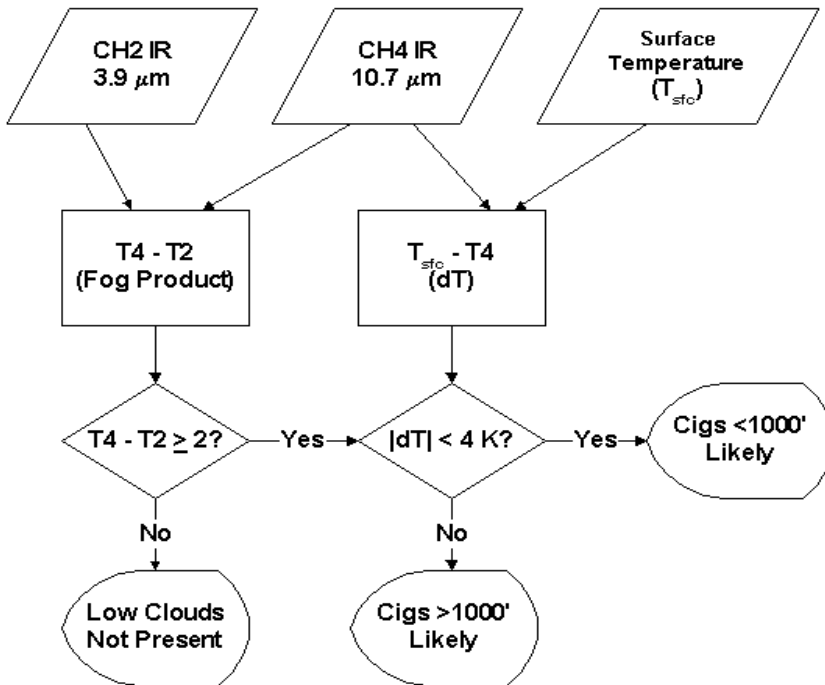 CH2 IR
3.9 μm
CH4 IR
10.7 μm
Surface
Temperature
(Tsfc)
T4 - T2
(Fog Product)
Tsfc - T4
(dT)
T4 - T2 ≥ 2?
Yes
|dT| < 4 K?
Yes
Cigs <1000'
Likely
No
No
Low Clouds
Not Present
Cigs >1000'
Likely